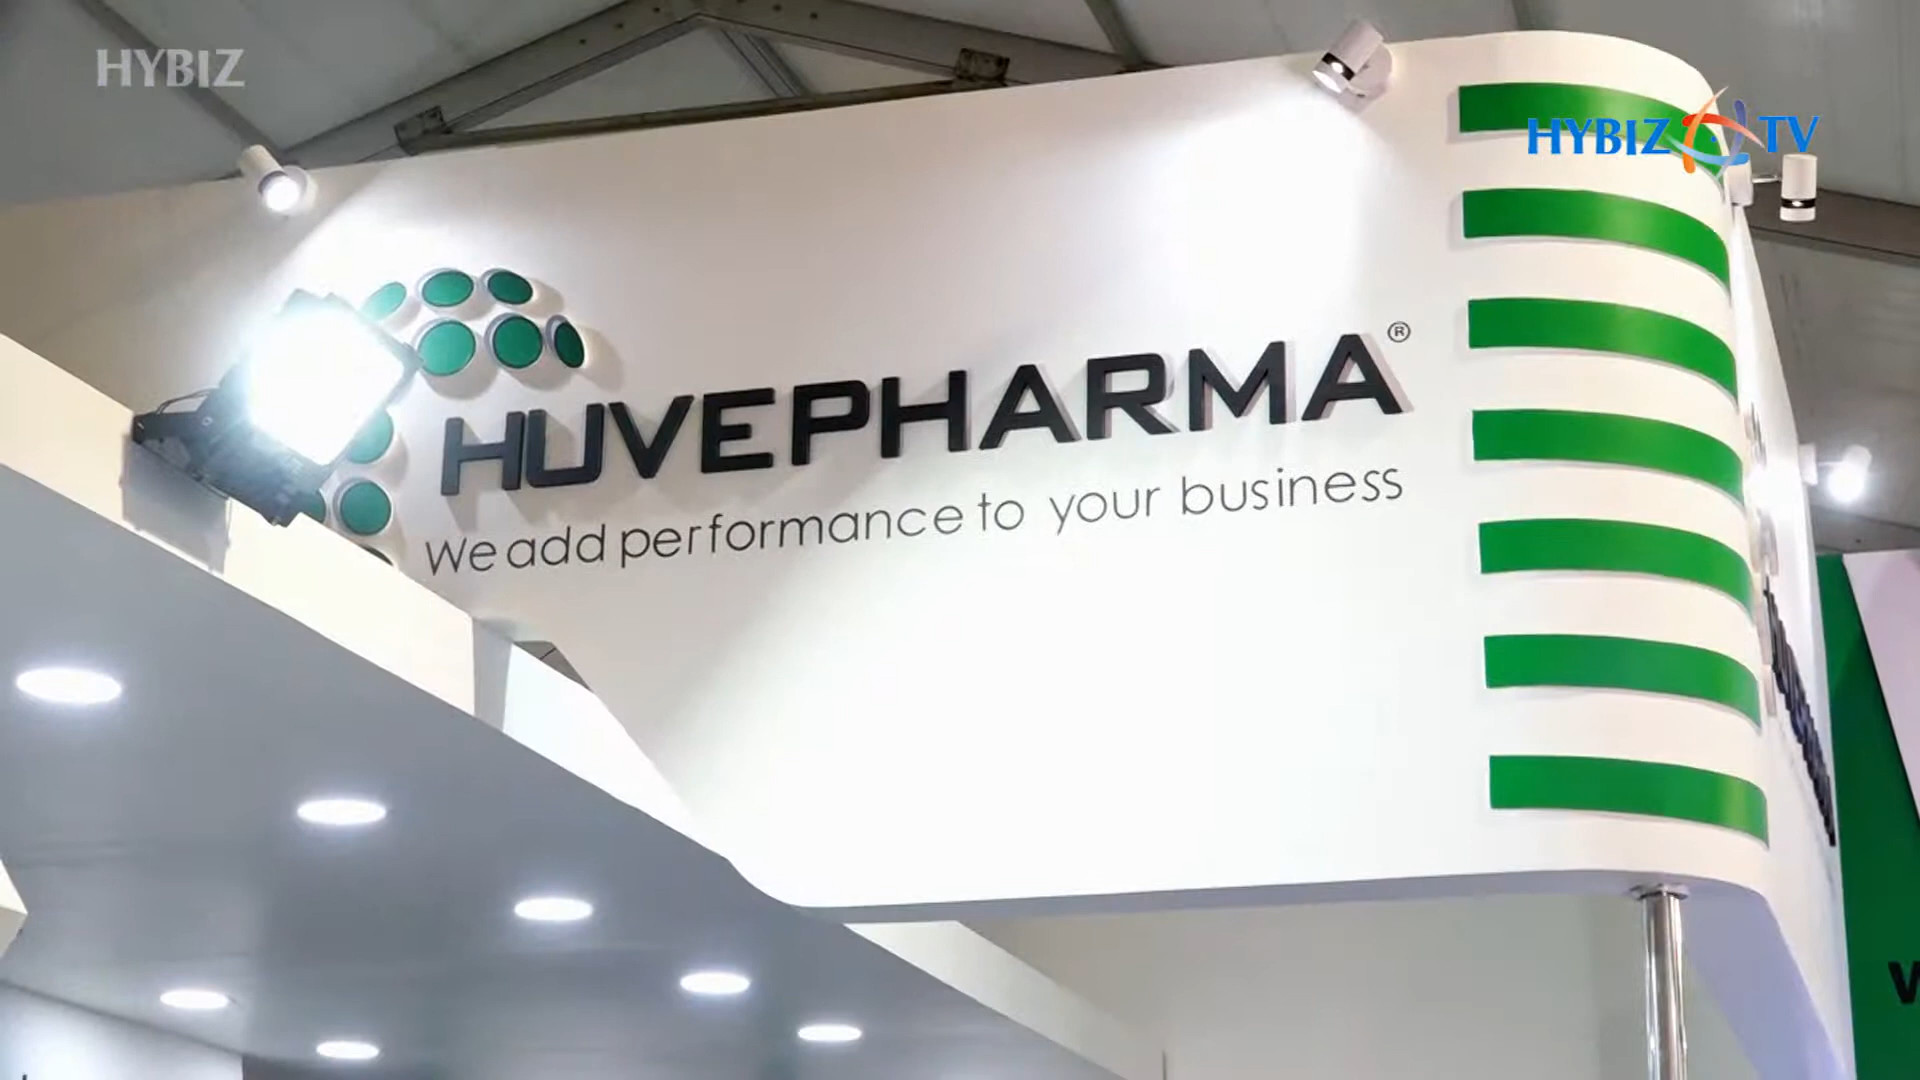 HYBIZ
HYBIZ TV
HUVEPHARMA®
We add performance to your business